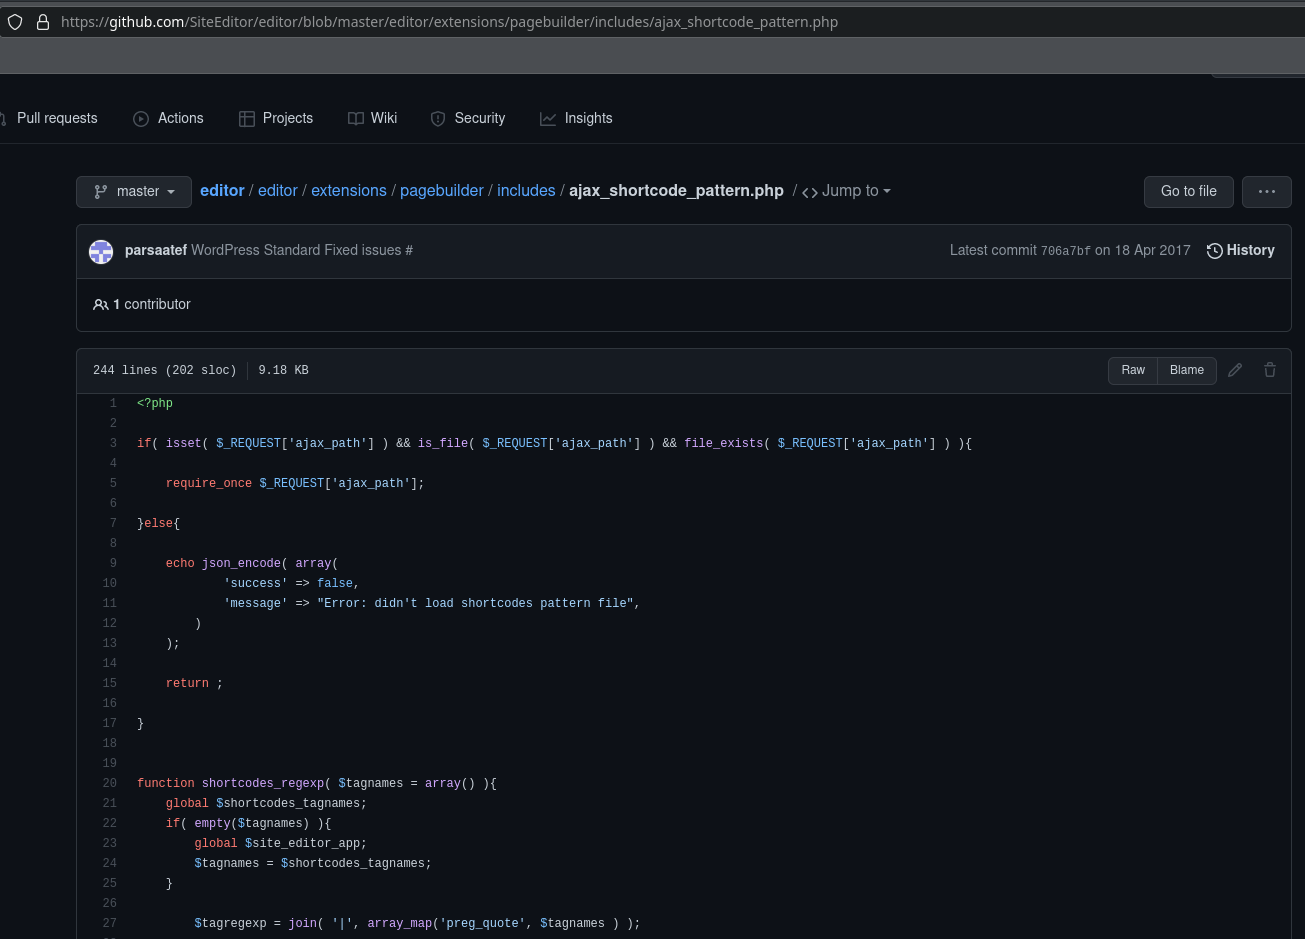 https://github.com/SiteEditor/editor/blob/master/editor/extensions/pagebuilder/includes/ajax_shortcode_pattern.php
Pull requests Actions Projects Wiki Security Insights
master editor / editor / extensions / pagebuilder / includes / ajax_shortcode_pattern.php / <> Jump to Go to file ...
parsaatef WordPress Standard Fixed issues # Latest commit 706a7bf on 18 Apr 2017 History
1 contributor
244 lines (202 sloc) 9.18 KB Raw Blame
1 <?php
2
3 if( isset( $_REQUEST['ajax_path'] ) && is_file( $_REQUEST['ajax_path'] ) && file_exists( $_REQUEST['ajax_path'] ) ){
4
5 require_once $_REQUEST['ajax_path'];
6
7 }else{
8
9 echo json_encode( array(
10 'success' => false,
11 'message' => "Error: didn't load shortcodes pattern file",
12 )
13 );
14
15 return ;
16
17 }
18
19
20 function shortcodes_regexp( $tagnames = array() ){
21 global $shortcodes_tagnames;
22 if( empty($tagnames) ){
23 global $site_editor_app;
24 $tagnames = $shortcodes_tagnames;
25 }
26
27 $tagregexp = join( '|', array_map('preg_quote', $tagnames ) );